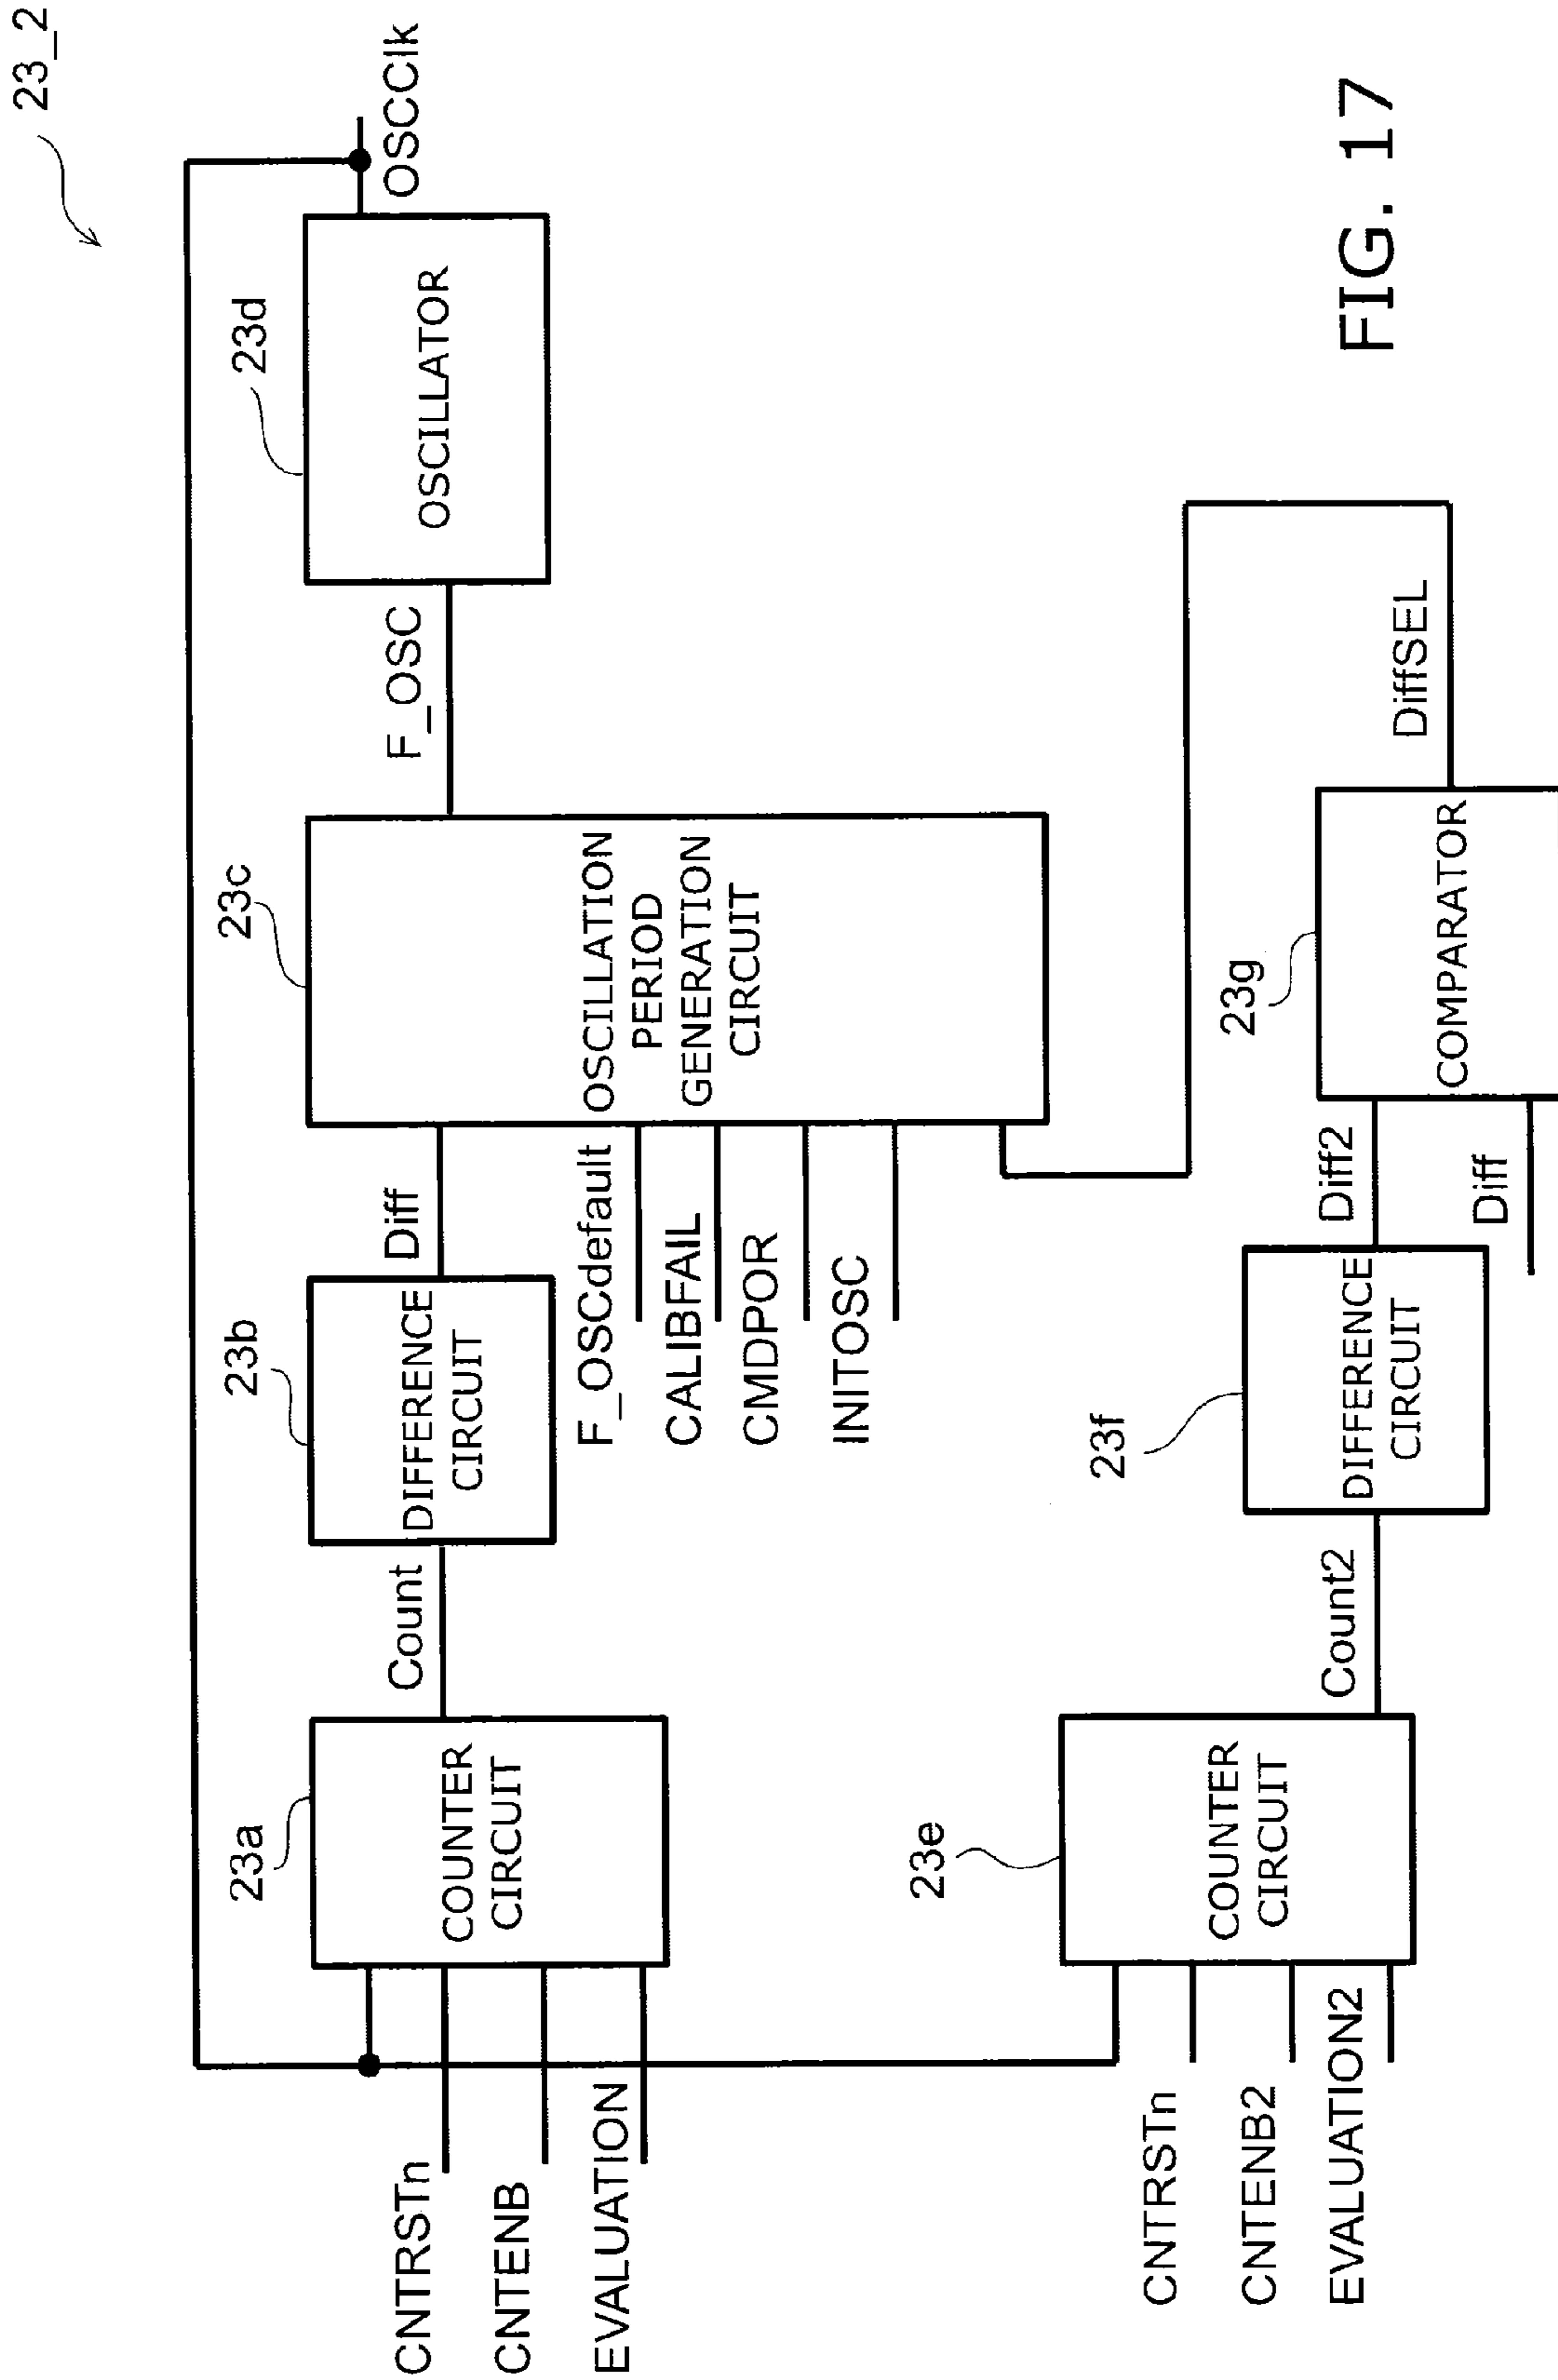 23_2
23d
OSCClk
OSCILLATOR
F_OSC
23c
OSCILLATION
PERIOD
GENERATION
CIRCUIT
Diff
F_OSCdefault
CALIBFAIL
CMDPOR
INITOSC
23b
DIFFERENCE
CIRCUIT
Count
23a
COUNTER
CIRCUIT
CNTRSTn
CNTENB
EVALUATION
23e
COUNTER
CIRCUIT
CNTRSTn
CNTENB2
EVALUATION2
Count2
23f
DIFFERENCE
CIRCUIT
Diff2
Diff
23g
COMPARATOR
DiffSEL
FIG. 17